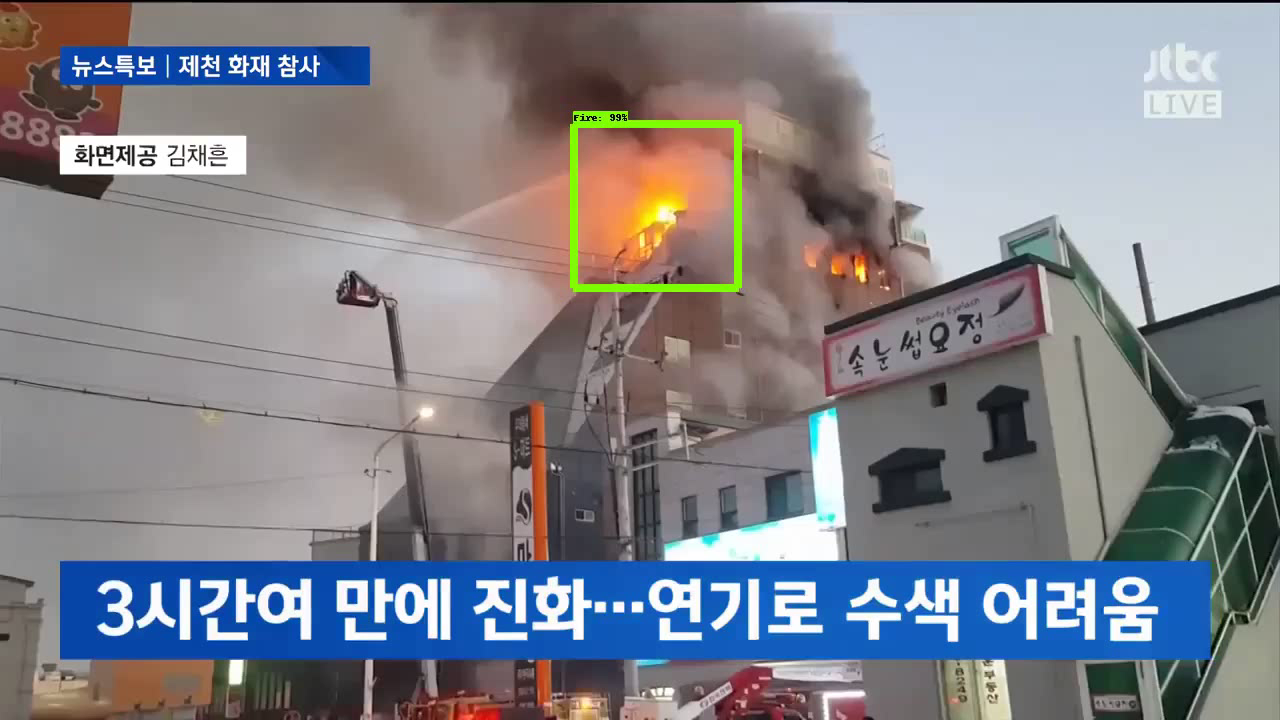 뉴스특보 | 제천 화재 참사
jtbc
LIVE
화면제공 김채흔
Fire: 99%
Beauty Eyelash
속눈썹요정
3시간여 만에 진화…연기로 수색 어려움